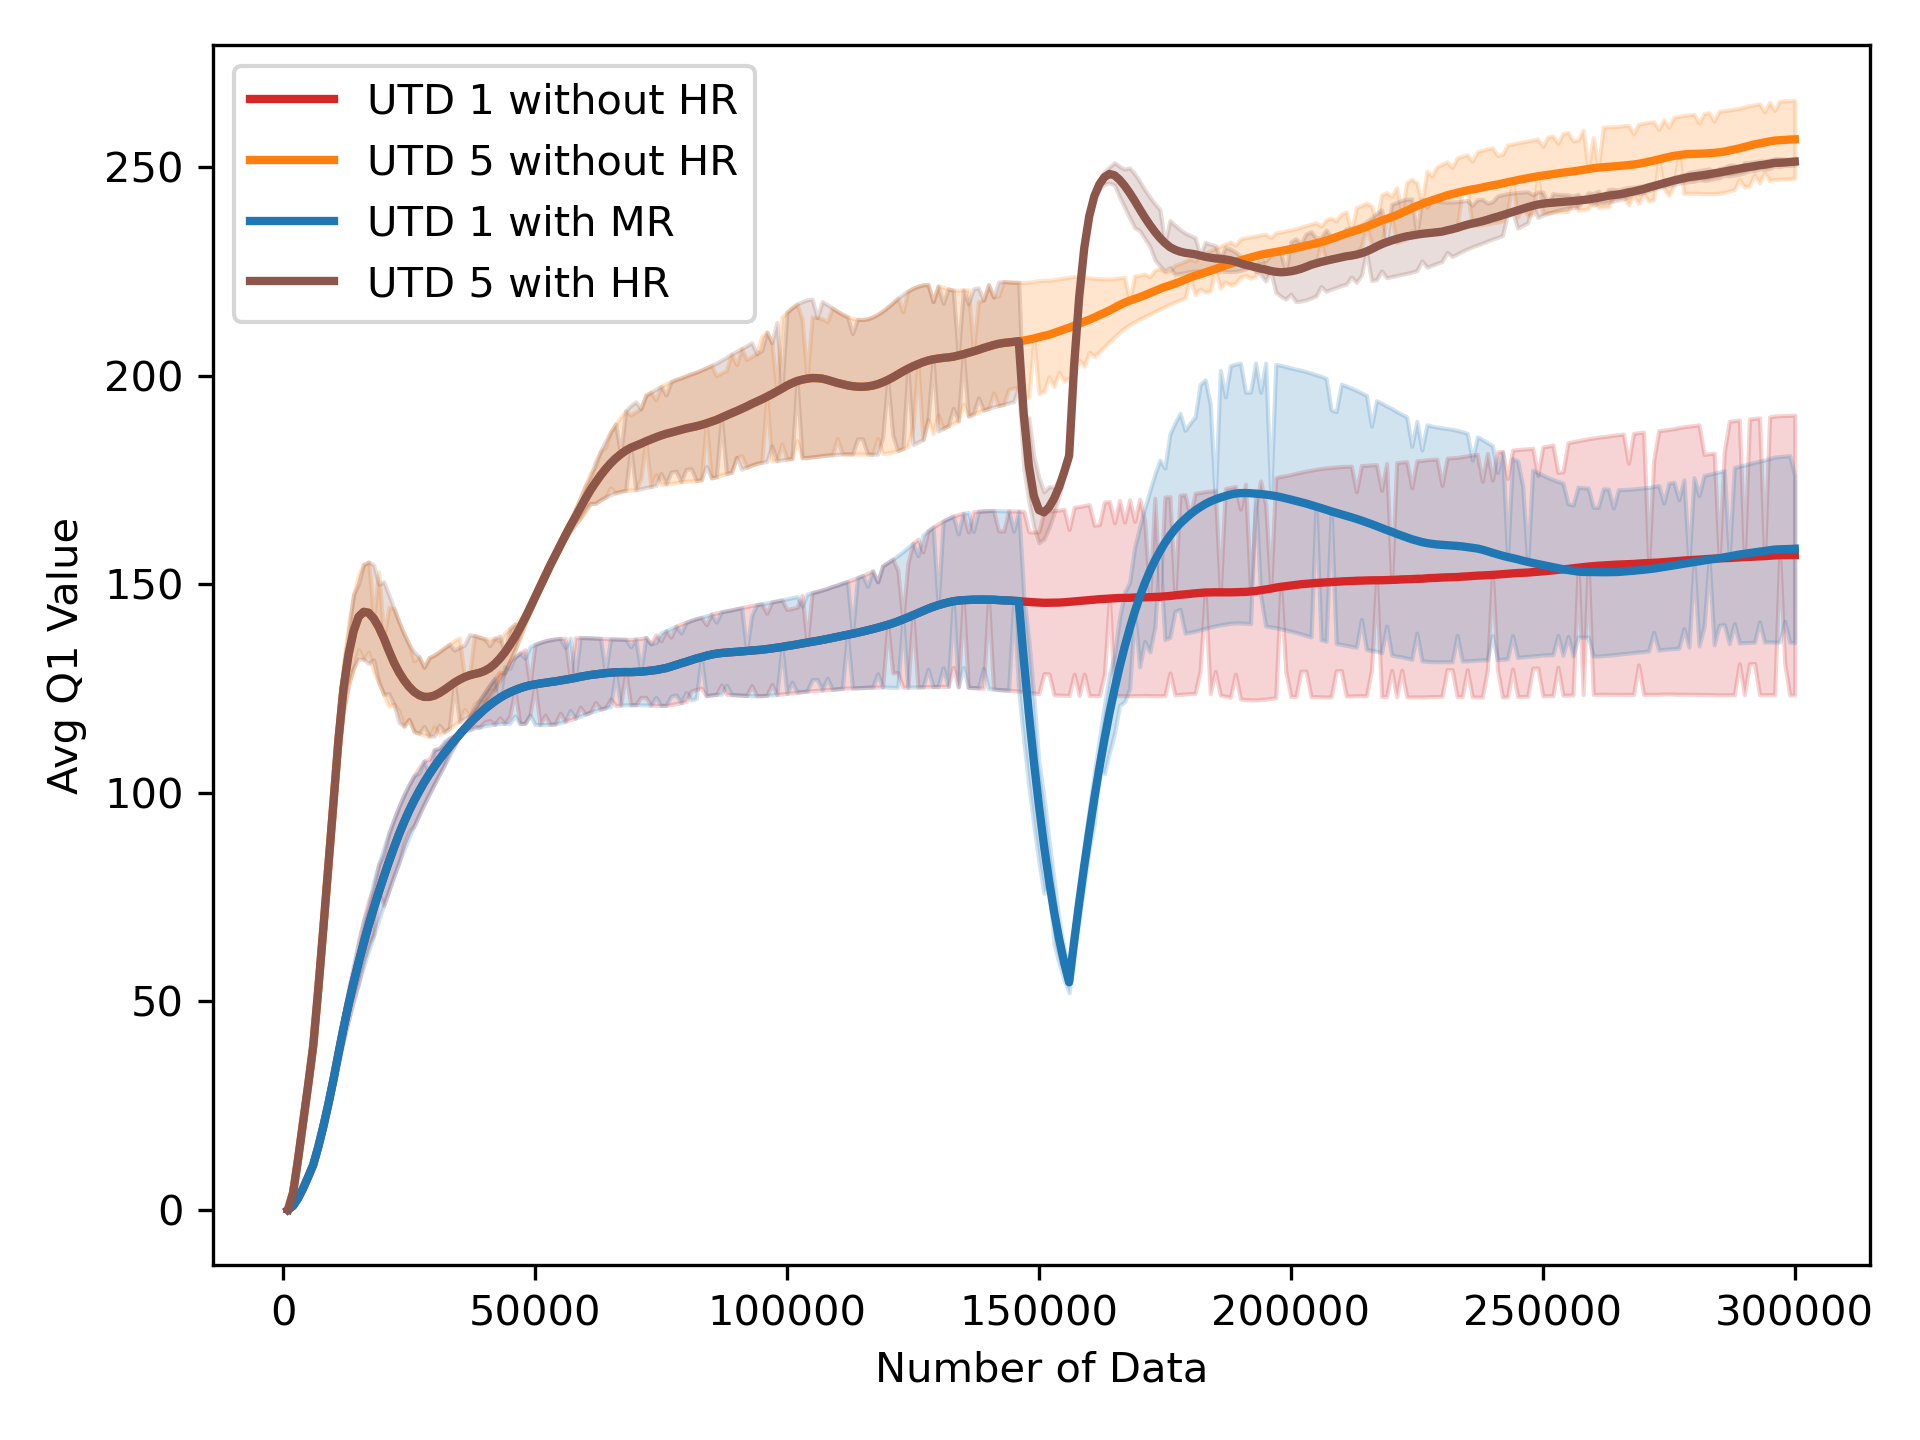 UTD 1 without HR
UTD 5 without HR
UTD 1 with MR
UTD 5 with HR
250
200
150
100
50
0
Avg Q1 Value
0 50000 100000 150000 200000 250000 300000
Number of Data